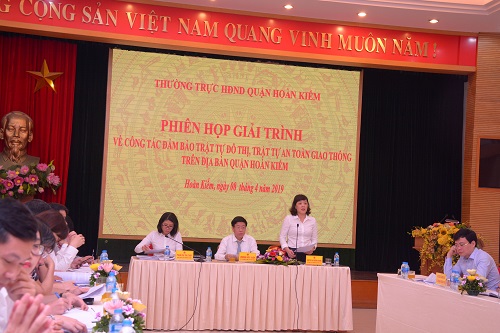 NG CỘNG SẢN VIỆT NAM QUANG VINH MUÔN NĂM!
THƯỜNG TRỰC HĐND QUẬN HOÀN KIẾM
PHIÊN HỌP GIẢI TRÌNH
VỀ CÔNG TÁC ĐẢM BẢO TRẬT TỰ ĐÔ THỊ, TRẬT TỰ AN TOÀN GIAO THÔNG
TRÊN ĐỊA BÀN QUẬN HOÀN KIẾM
Hoàn Kiếm, ngày 08 tháng 4 năm 2019